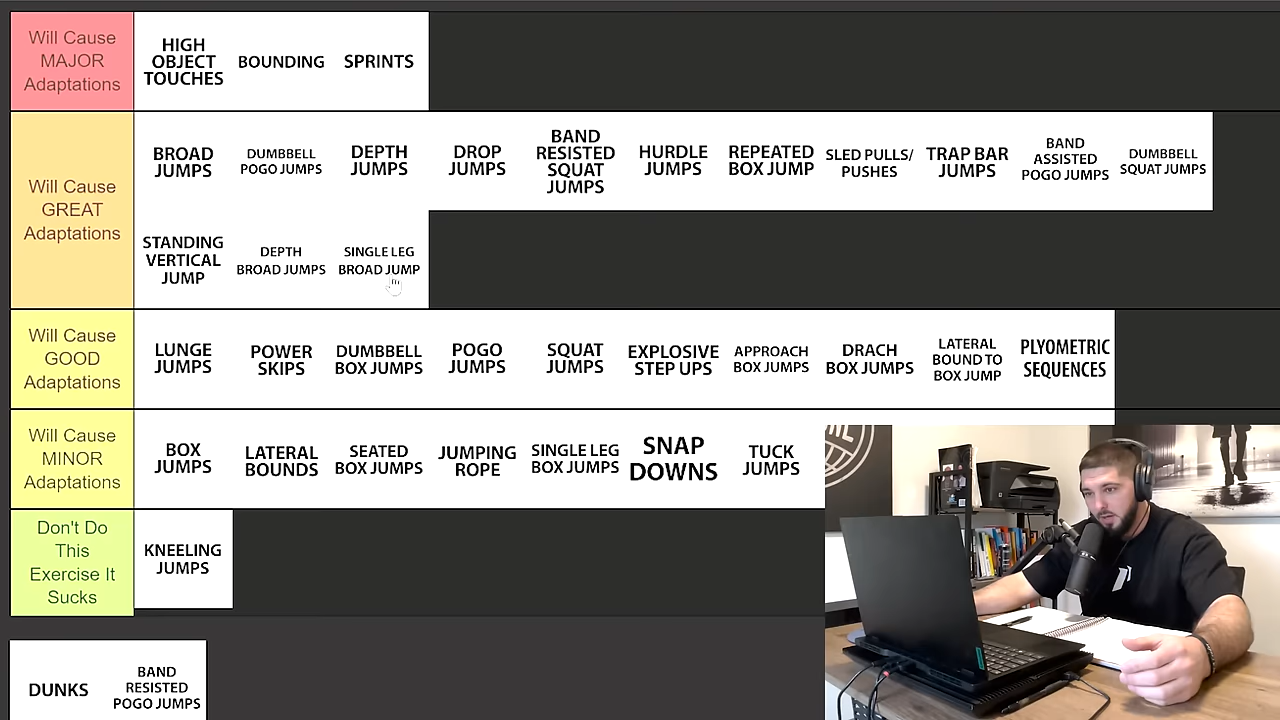 Will Cause
MAJOR
Adaptations
HIGH
OBJECT
TOUCHES
BOUNDING
SPRINTS
Will Cause
GREAT
Adaptations
BROAD
JUMPS
DUMBBELL
POGO JUMPS
DEPTH
JUMPS
DROP
JUMPS
BAND
RESISTED
SQUAT
JUMPS
HURDLE
JUMPS
REPEATED
BOX JUMP
SLED PULLS/
PUSHES
TRAP BAR
JUMPS
BAND
ASSISTED
POGO JUMPS
DUMBBELL
SQUAT JUMPS
STANDING
VERTICAL
JUMP
DEPTH
BROAD JUMPS
SINGLE LEG
BROAD JUMP
Will Cause
GOOD
Adaptations
LUNGE
JUMPS
POWER
SKIPS
DUMBBELL
BOX JUMPS
POGO
JUMPS
SQUAT
JUMPS
EXPLOSIVE
STEP UPS
APPROACH
BOX JUMPS
DRACH
BOX JUMPS
LATERAL
BOUND TO
BOX JUMP
PLYOMETRIC
SEQUENCES
Will Cause
MINOR
Adaptations
BOX
JUMPS
LATERAL
BOUNDS
SEATED
BOX JUMPS
JUMPING
ROPE
SINGLE LEG
BOX JUMPS
SNAP
DOWNS
TUCK
JUMPS
Don't Do
This
Exercise It
Sucks
KNEELING
JUMPS
DUNKS
BAND
RESISTED
POGO JUMPS